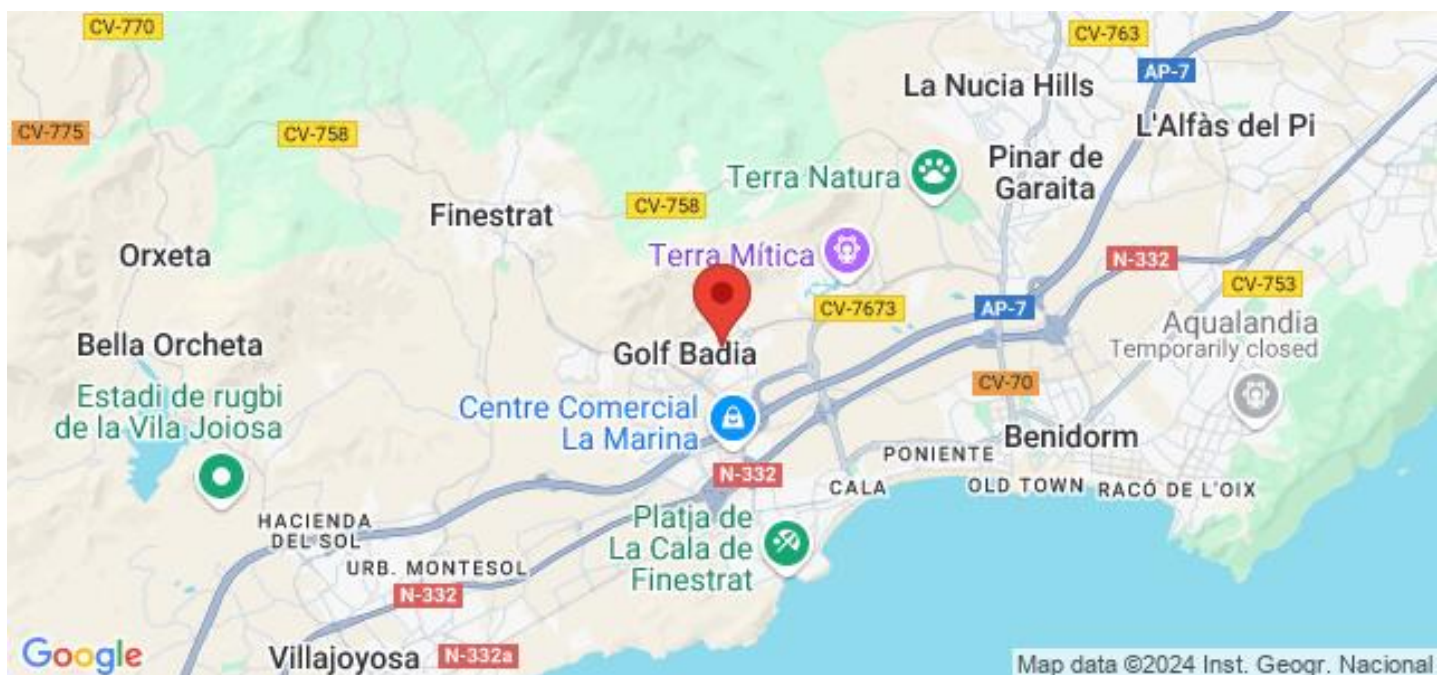 CV-770
CV-763
AP-7
La Nucia Hills
CV-775
CV-758
L'Alfàs del Pi
Terra Natura
Pinar de
Garaita
Finestrat
CV-758
Orxeta
Terra Mítica
N-332
CV-753
CV-7673
AP-7
Bella Orcheta
Golf Badia
Aqualandia
Temporarily closed
Estadi de rugbi
de la Vila Joiosa
Centre Comercial
La Marina
CV-70
Benidorm
PONIENTE
N-332
CALA
OLD TOWN
RACÓ DE L'OIX
HACIENDA
DEL SOL
Platja de
La Cala de
Finestrat
URB. MONTESOL
N-332
Google
Villajoyosa
N-332a
Map data ©2024 Inst. Geogr. Nacional